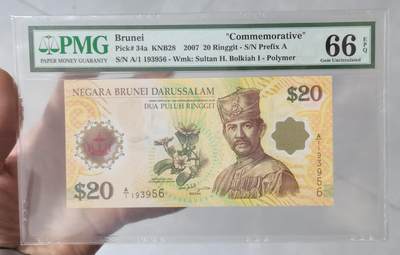 PMG
PAPER MONEY GUARANTY
Brunei "Commemorative"
Pick# 34a KNB28 2007 20 Ringgit - S/N Prefix A
S/N A/1 193956 - Wmk: Sultan H. Bolkiah I - Polymer
66 EPQ
Gem Uncirculated
NEGARA BRUNEI DARUSSALAM
DUA PULUH RINGGIT
$20
A/1 193956
$20
A/1 193956